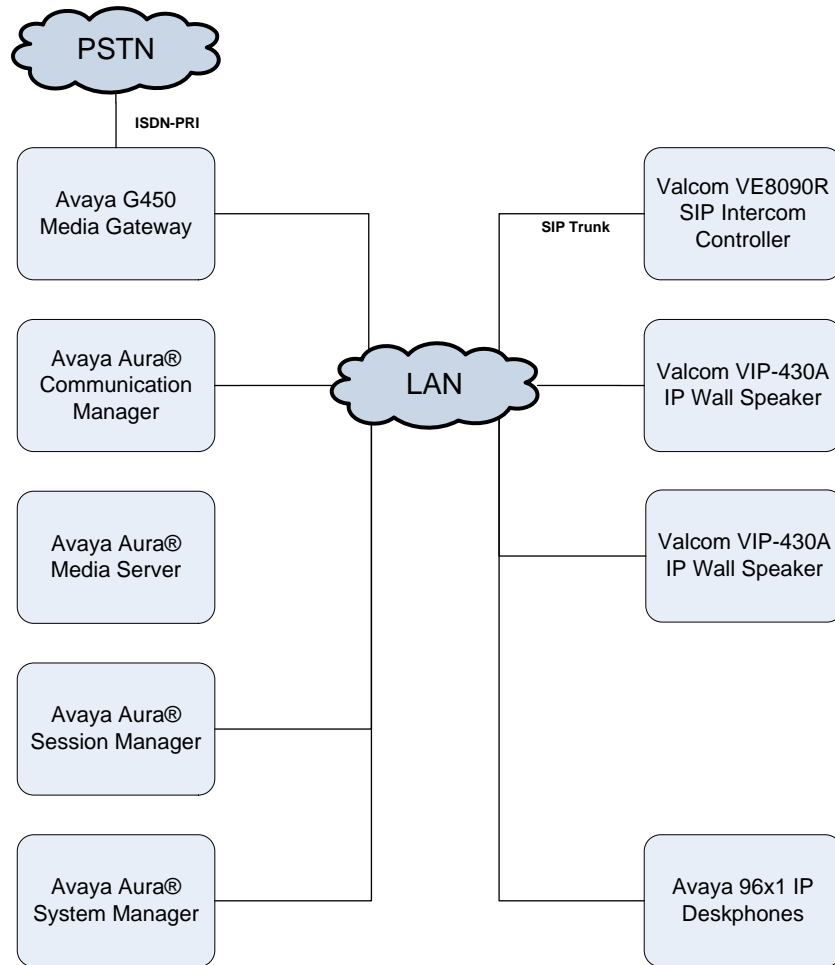 PSTN
ISDN-PRI
Avaya G450
Media Gateway
Valcom VE8090R
SIP Intercom
Controller
SIP Trunk
Avaya Aura®
Communication
Manager
LAN
Valcom VIP-430A
IP Wall Speaker
Avaya Aura®
Media Server
Valcom VIP-430A
IP Wall Speaker
Avaya Aura®
Session Manager
Avaya Aura®
System Manager
Avaya 96x1 IP
Deskphones